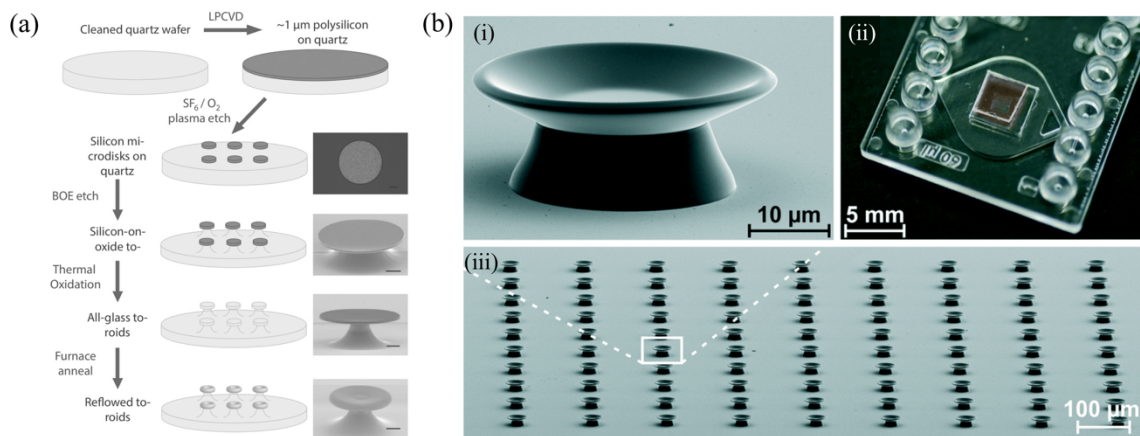 (a)
Cleaned quartz wafer
LPCVD
~1 μm polysilicon
on quartz
SF6 / O2
plasma etch
Silicon mi-
crodisks on
quartz
BOE etch
Silicon-on-
oxide to-
Thermal
Oxidation
All-glass to-
roids
Furnace
anneal
Reflowed to-
roids
(b)
(i)
10 μm
(ii)
5 mm
(iii)
100 μm